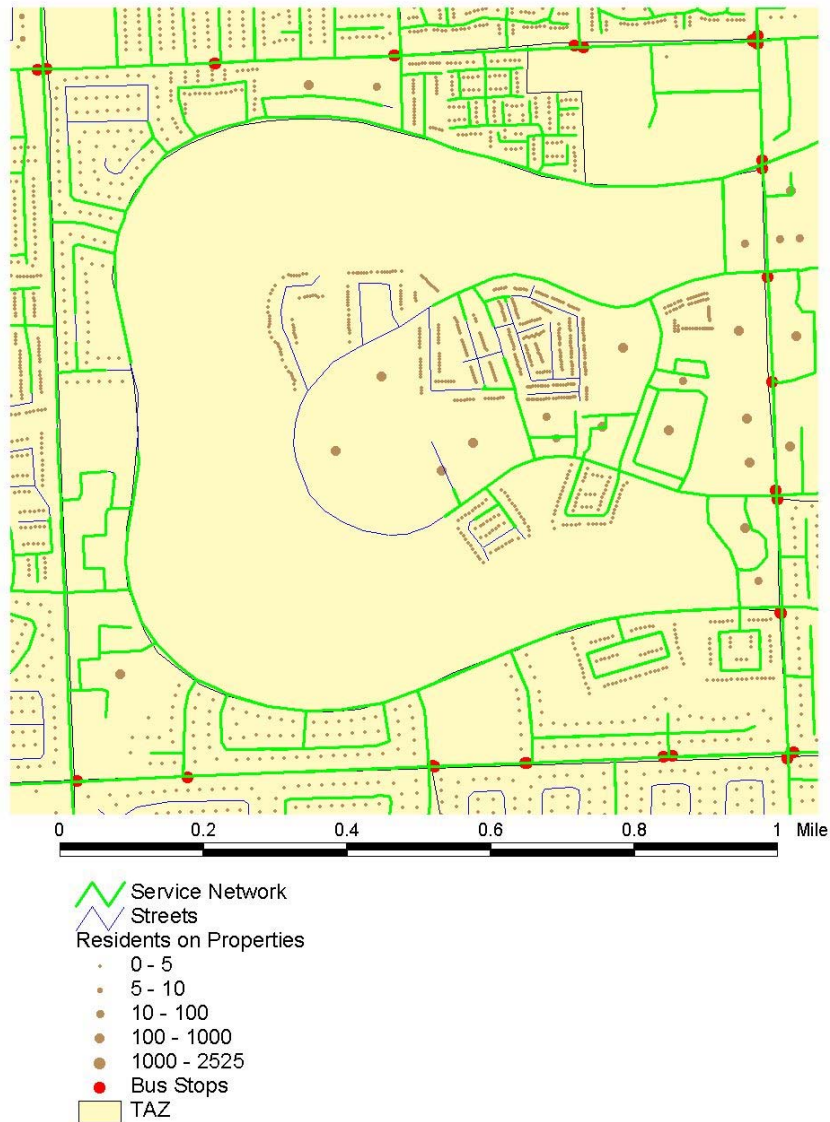 0 0.2 0.4 0.6 0.8 1 Mile
Service Network
Streets
Residents on Properties
0 - 5
5 - 10
10 - 100
100 - 1000
1000 - 2525
Bus Stops
TAZ